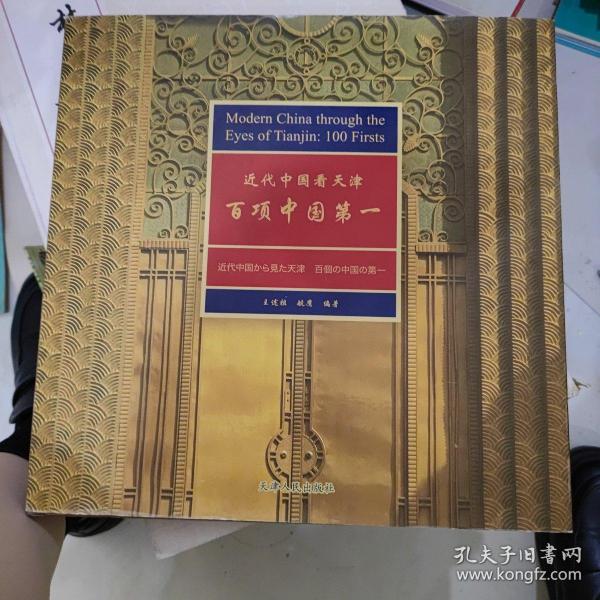 Modern China through the
Eyes of Tianjin: 100 Firsts
近代中国看天津
百项中国第一
近代中国から見た天津 百個の中国の第一
王述祖 航鹰 编著
天津人民出版社
孔夫子旧书网
www.kongfz.com